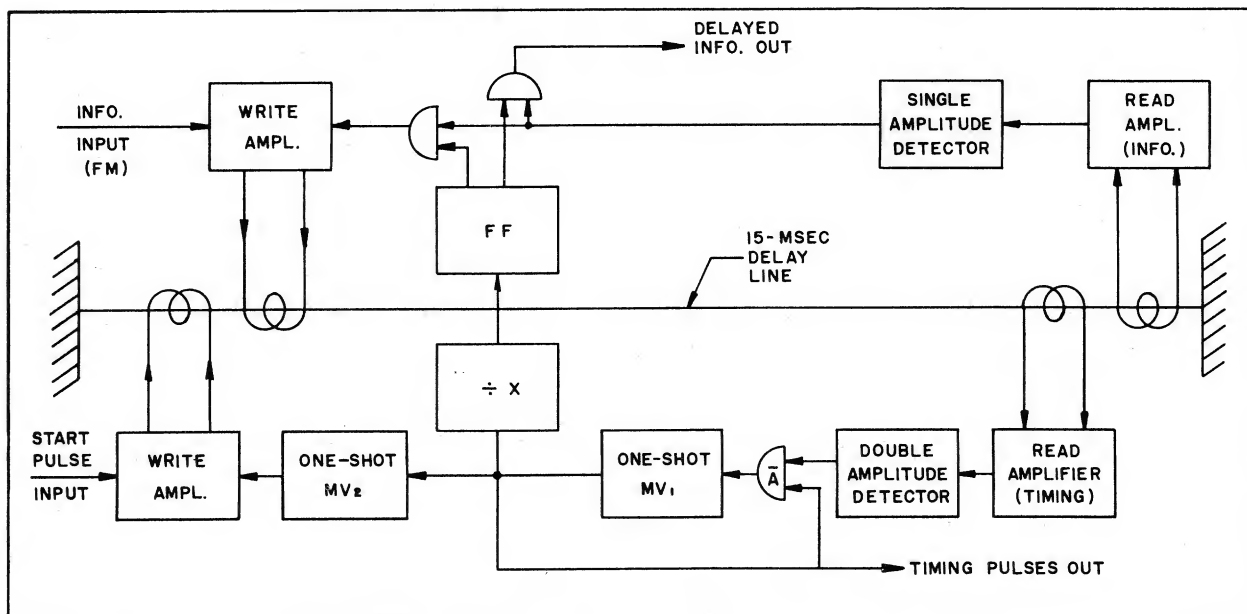 DELAYED
INFO. OUT
INFO.
INPUT
(FM)
WRITE
AMPL.
SINGLE
AMPLITUDE
DETECTOR
READ
AMPL.
(INFO.)
FF
15-MSEC
DELAY
LINE
÷ X
START
PULSE
INPUT
WRITE
AMPL.
ONE-SHOT
MV₂
ONE-SHOT
MV₁
A̅
DOUBLE
AMPLITUDE
DETECTOR
READ
AMPLIFIER
(TIMING)
TIMING PULSES OUT